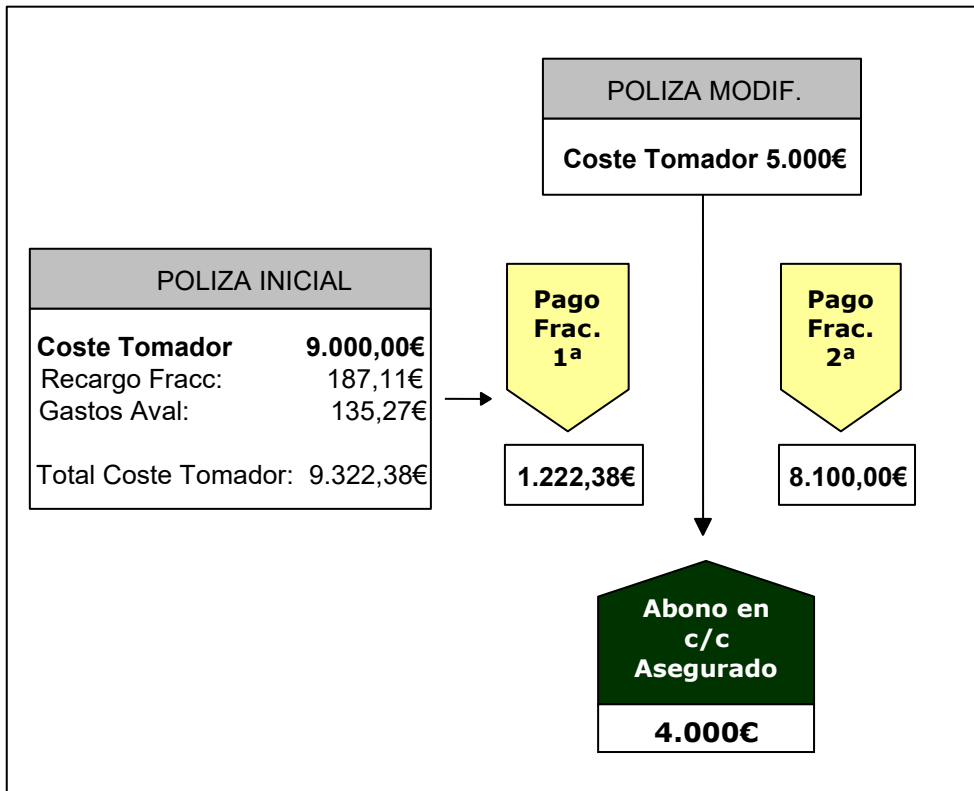 POLIZA MODIF.
Coste Tomador 5.000€
POLIZA INICIAL
Coste Tomador 9.000,00€
Recargo Fracc: 187,11€
Gastos Aval: 135,27€
Total Coste Tomador: 9.322,38€
Pago
Frac.
1ª
1.222,38€
Pago
Frac.
2ª
8.100,00€
Abono en
c/c
Asegurado
4.000€